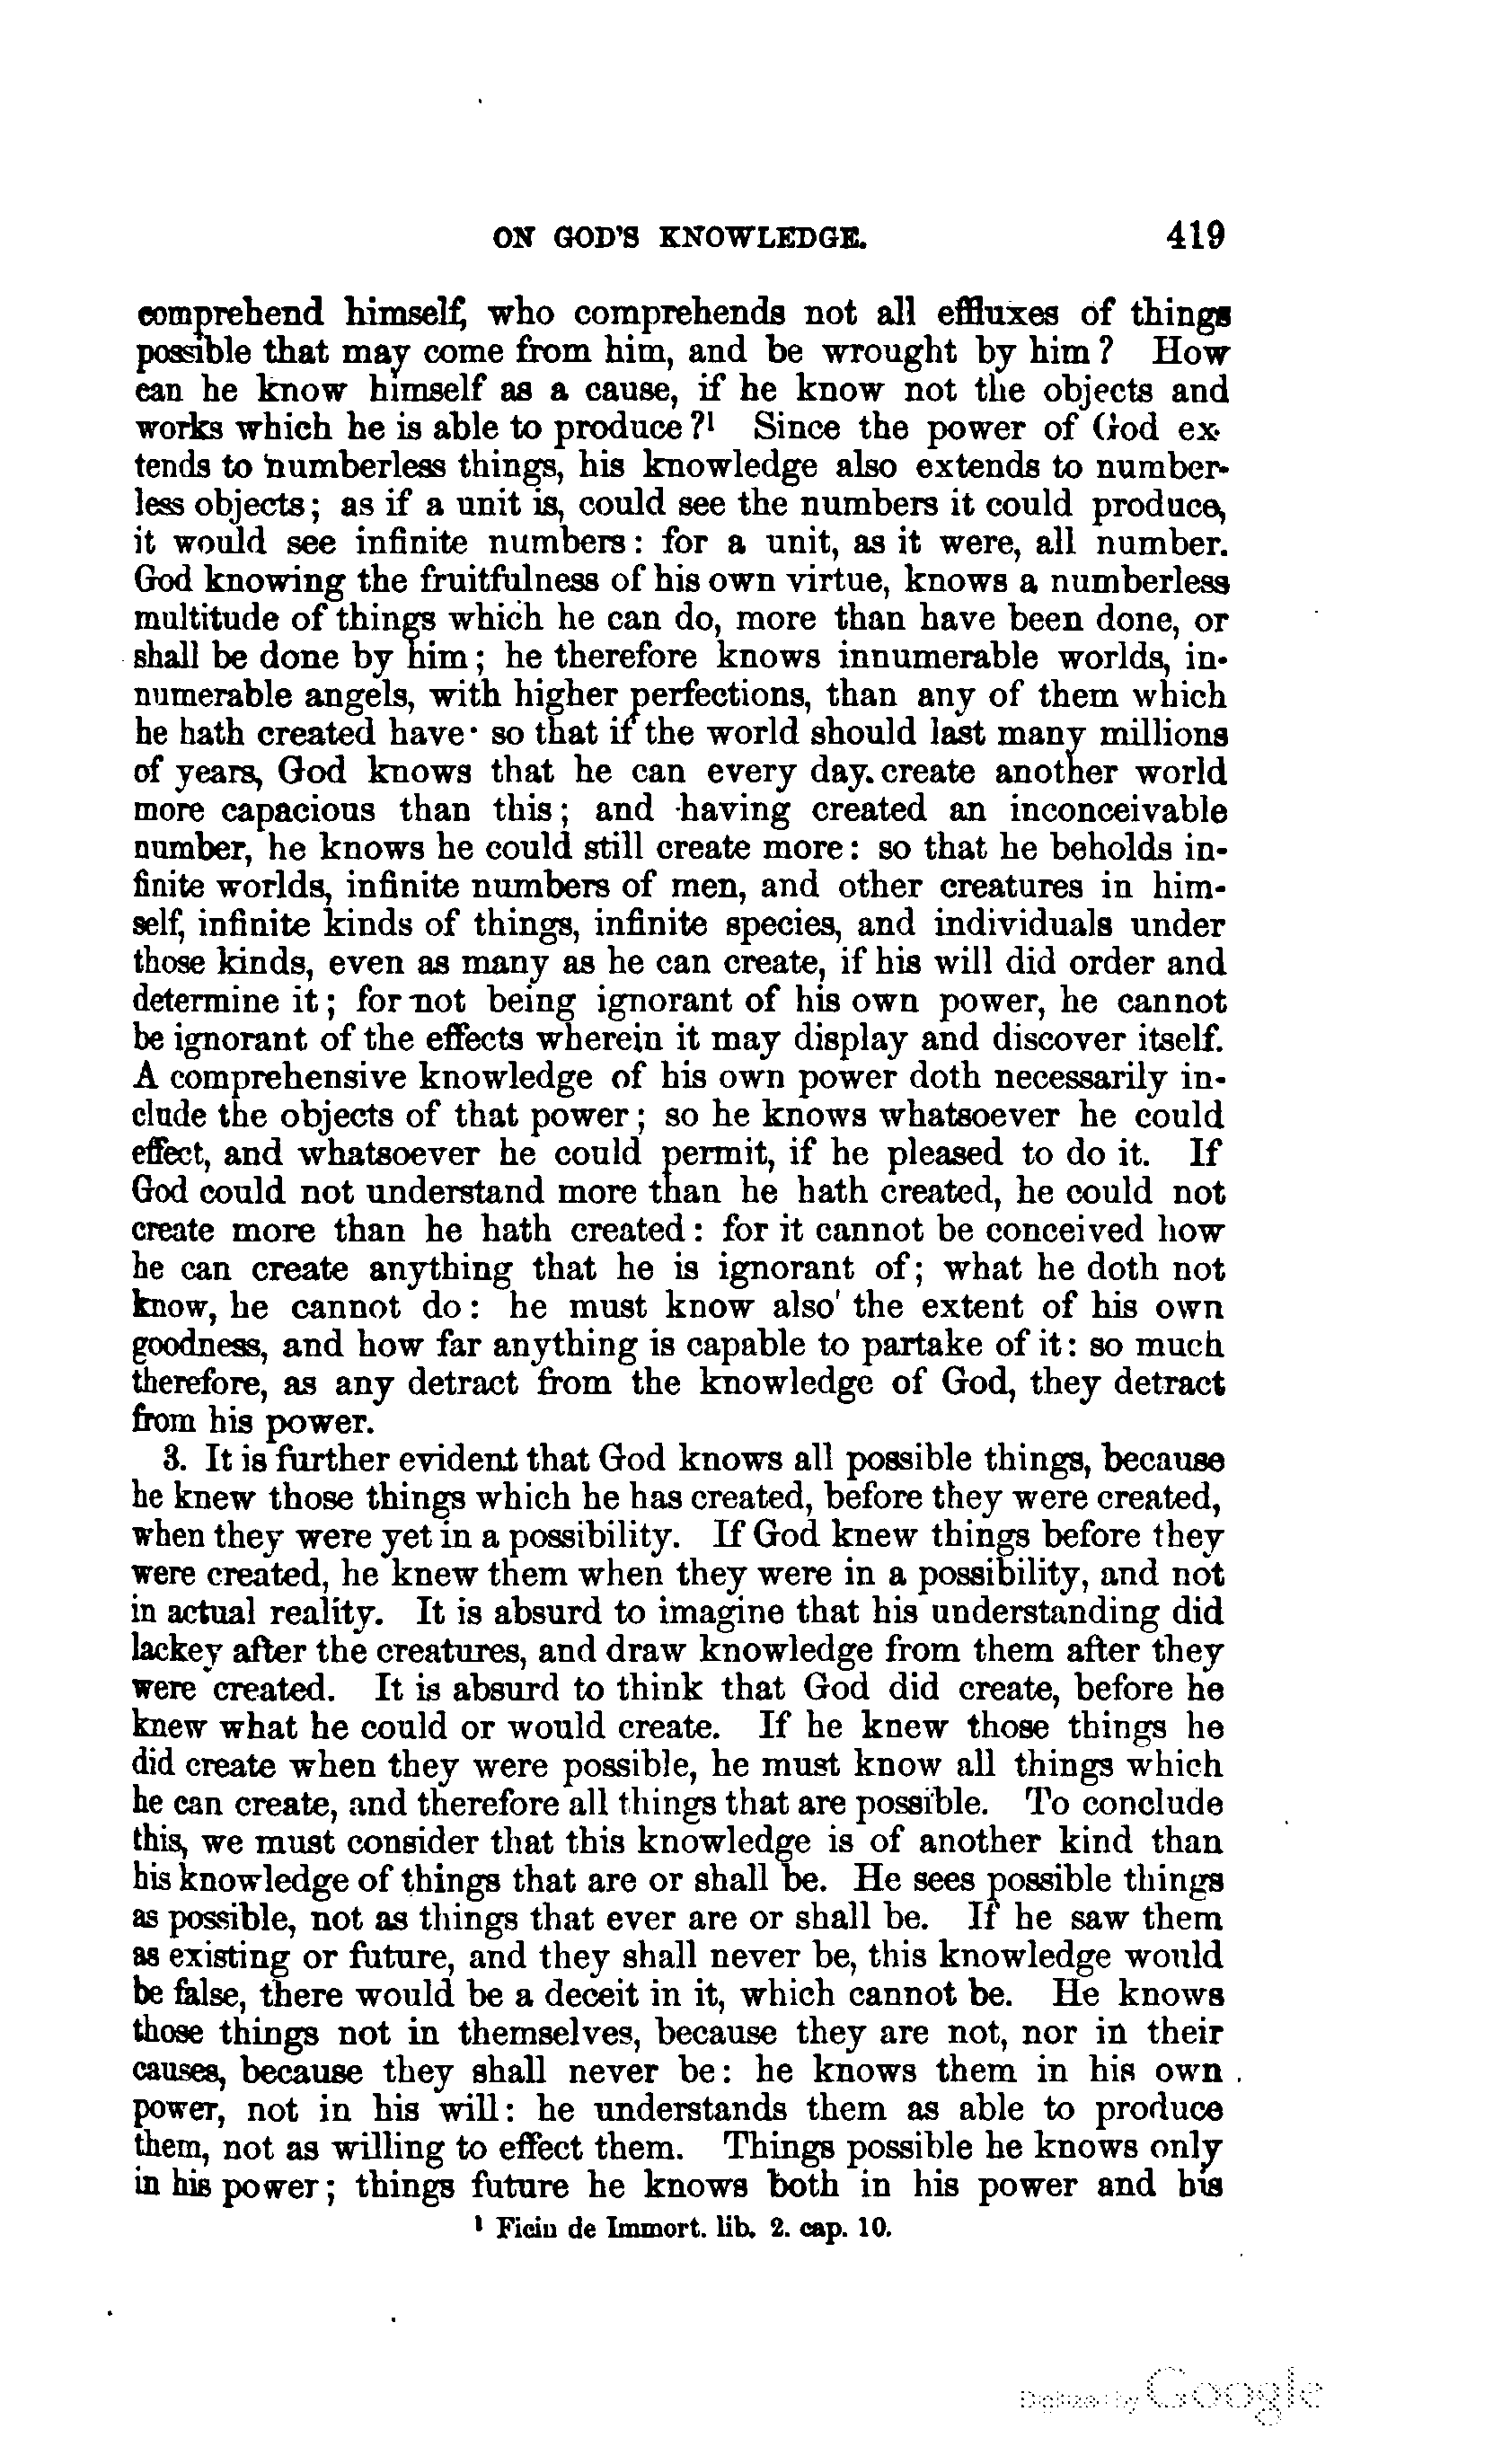 ON GOD'S KNOWLEDGE. 419
comprehend himself, who comprehends not all effluxes of things
possible that may come from him, and be wrought by him? How
can he know himself as a cause, if he know not the objects and
works which he is able to produce?¹ Since the power of God ex-
tends to numberless things, his knowledge also extends to number-
less objects; as if a unit is, could see the numbers it could produce,
it would see infinite numbers: for a unit, as it were, all number.
God knowing the fruitfulness of his own virtue, knows a numberless
multitude of things which he can do, more than have been done, or
shall be done by him; he therefore knows innumerable worlds, in-
numerable angels, with higher perfections, than any of them which
he hath created have· so that if the world should last many millions
of years, God knows that he can every day. create another world
more capacious than this; and having created an inconceivable
number, he knows he could still create more: so that he beholds in-
finite worlds, infinite numbers of men, and other creatures in him-
self, infinite kinds of things, infinite species, and individuals under
those kinds, even as many as he can create, if his will did order and
determine it; for not being ignorant of his own power, he cannot
be ignorant of the effects wherein it may display and discover itself.
A comprehensive knowledge of his own power doth necessarily in-
clude the objects of that power; so he knows whatsoever he could
effect, and whatsoever he could permit, if he pleased to do it. If
God could not understand more than he hath created, he could not
create more than he hath created: for it cannot be conceived how
he can create anything that he is ignorant of; what he doth not
know, he cannot do: he must know also' the extent of his own
goodness, and how far anything is capable to partake of it: so much
therefore, as any detract from the knowledge of God, they detract
from his power.
3. It is further evident that God knows all possible things, because
he knew those things which he has created, before they were created,
when they were yet in a possibility. If God knew things before they
were created, he knew them when they were in a possibility, and not
in actual reality. It is absurd to imagine that his understanding did
lackey after the creatures, and draw knowledge from them after they
were created. It is absurd to think that God did create, before he
knew what he could or would create. If he knew those things he
did create when they were possible, he must know all things which
he can create, and therefore all things that are possible. To conclude
this, we must consider that this knowledge is of another kind than
his knowledge of things that are or shall be. He sees possible things
as possible, not as things that ever are or shall be. If he saw them
as existing or future, and they shall never be, this knowledge would
be false, there would be a deceit in it, which cannot be. He knows
those things not in themselves, because they are not, nor in their
causes, because they shall never be: he knows them in his own
power, not in his will: he understands them as able to produce
them, not as willing to effect them. Things possible he knows only
in his power; things future he knows both in his power and his
¹ Ficin de Immort. lib. 2. cap. 10.
Digitized by Google